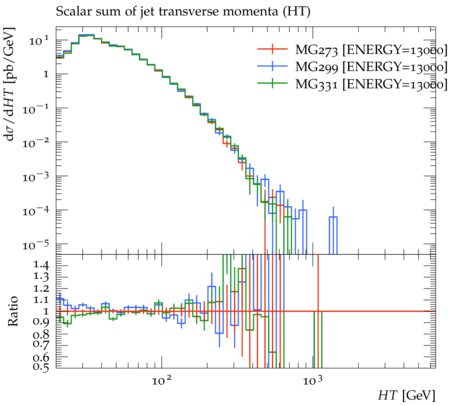 Scalar sum of jet transverse momenta (HT)
dσ/dHT [pb/GeV]
10¹
1
10⁻¹
10⁻²
10⁻³
10⁻⁴
10⁻⁵
MG273 [ENERGY=13000]
MG299 [ENERGY=13000]
MG331 [ENERGY=13000]
Ratio
1.4
1.3
1.2
1.1
1
0.9
0.8
0.7
0.6
0.5
10² 10³
HT [GeV]